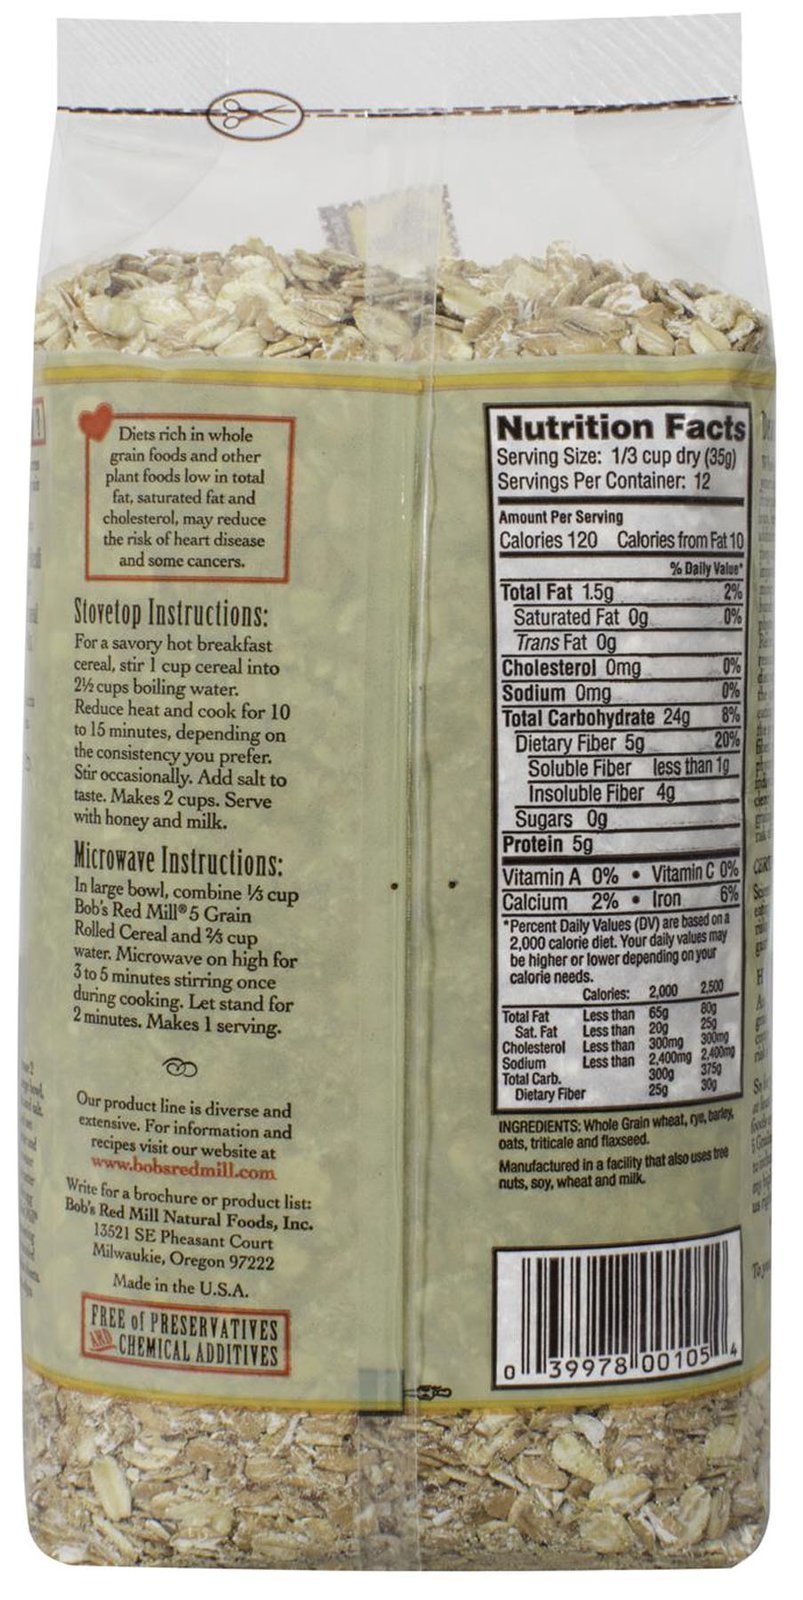 Diets rich in whole
grain foods and other
plant foods low in total
fat, saturated fat and
cholesterol, may reduce
the risk of heart disease
and some cancers.
Stovetop Instructions:
For a savory hot breakfast
cereal, stir 1 cup cereal into
2½ cups boiling water.
Reduce heat and cook for 10
to 15 minutes, depending on
the consistency you prefer.
Stir occasionally. Add salt to
taste. Makes 2 cups. Serve
with honey and milk.
Microwave Instructions:
In large bowl, combine ⅓ cup
Bob's Red Mill® 5 Grain
Rolled Cereal and ⅔ cup
water. Microwave on high for
3 to 5 minutes stirring once
during cooking. Let stand for
2 minutes. Makes 1 serving.
Our product line is diverse and
extensive. For information and
recipes visit our website at
www.bobsredmill.com
Write for a brochure or product list:
Bob's Red Mill Natural Foods, Inc.
13521 SE Pheasant Court
Milwaukie, Oregon 97222
Made in the U.S.A.
FREE of PRESERVATIVES
AND CHEMICAL ADDITIVES
Nutrition Facts
Serving Size: 1/3 cup dry (35g)
Servings Per Container: 12
Amount Per Serving
Calories 120 Calories from Fat 10
% Daily Value*
Total Fat 1.5g 2%
Saturated Fat 0g 0%
Trans Fat 0g
Cholesterol 0mg 0%
Sodium 0mg 0%
Total Carbohydrate 24g 8%
Dietary Fiber 5g 20%
Soluble Fiber less than 1g
Insoluble Fiber 4g
Sugars 0g
Protein 5g
Vitamin A 0% • Vitamin C 0%
Calcium 2% • Iron 6%
*Percent Daily Values (DV) are based on a
2,000 calorie diet. Your daily values may
be higher or lower depending on your
calorie needs.
Calories: 2,000 2,500
Total Fat Less than 65g 80g
Sat. Fat Less than 20g 25g
Cholesterol Less than 300mg 300mg
Sodium Less than 2,400mg 2,400mg
Total Carb. 300g 375g
Dietary Fiber 25g 30g
INGREDIENTS: Whole Grain wheat, rye, barley,
oats, triticale and flaxseed.
Manufactured in a facility that also uses tree
nuts, soy, wheat and milk.
0 39978 00105 4